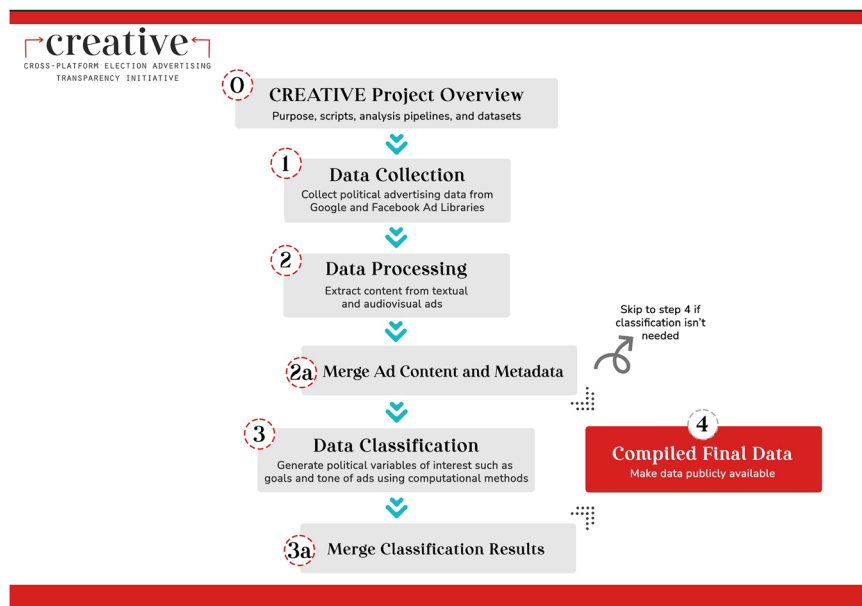 creative
CROSS-PLATFORM ELECTION ADVERTISING
TRANSPARENCY INITIATIVE
0
CREATIVE Project Overview
Purpose, scripts, analysis pipelines, and datasets
1
Data Collection
Collect political advertising data from
Google and Facebook Ad Libraries
2
Data Processing
Extract content from textual
and audiovisual ads
Skip to step 4 if
classification isn't
needed
2a
Merge Ad Content and Metadata
3
Data Classification
Generate political variables of interest such as
goals and tone of ads using computational methods
4
Compiled Final Data
Make data publicly available
3a
Merge Classification Results